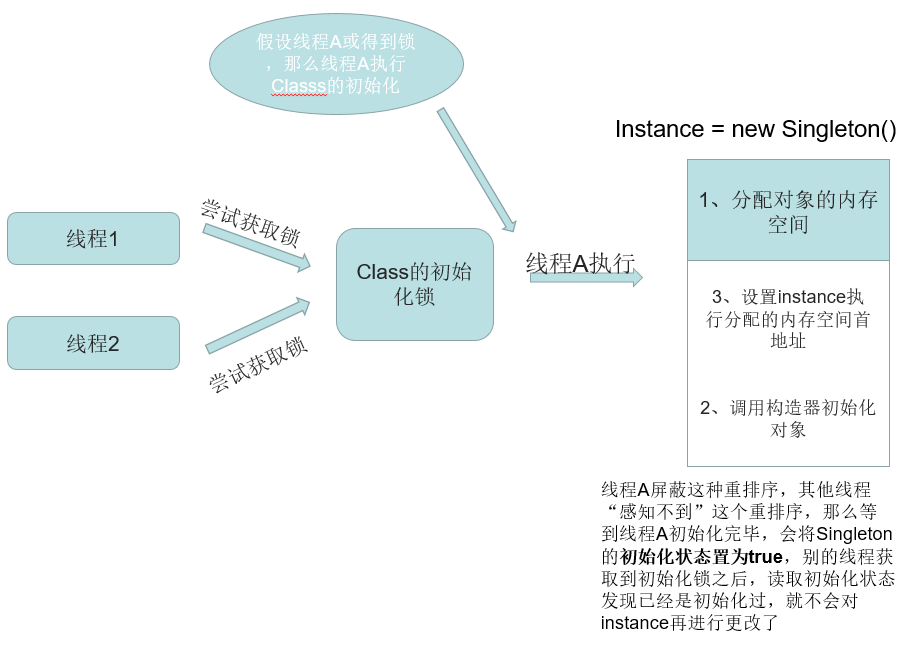 假设线程A或得到锁
，那么线程A执行
Classs的初始化
Instance = new Singleton()
1、分配对象的内存
空间
尝试获取锁
线程1
Class的初始
化锁
线程A执行
3、设置instance执
行分配的内存空间首
地址
线程2
尝试获取锁
2、调用构造器初始化
对象
线程A屏蔽这种重排序，其他线程
“感知不到”这个重排序，那么等
到线程A初始化完毕，会将Singleton
的初始化状态置为true，别的线程获
取到初始化锁之后，读取初始化状态
发现已经是初始化过，就不会对
instance再进行更改了